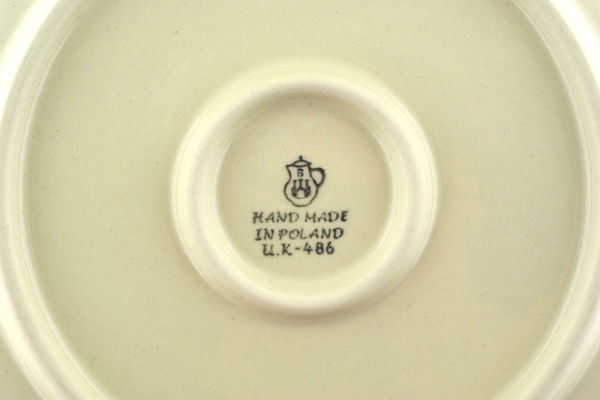 B
HAND MADE
IN POLAND
U.K-486